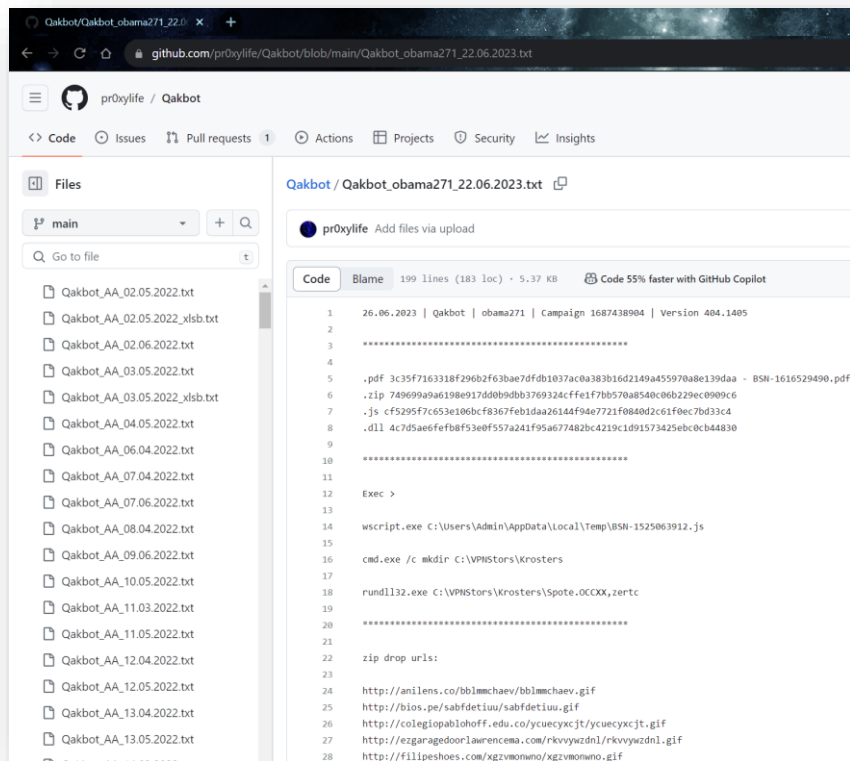 Qakbot/Qakbot_obama271_22.0
github.com/pr0xylife/Qakbot/blob/main/Qakbot_obama271_22.06.2023.txt
pr0xylife / Qakbot
Code Issues Pull requests 1 Actions Projects Security Insights
Files
main
Go to file t
Qakbot_AA_02.05.2022.txt
Qakbot_AA_02.05.2022_xlsb.txt
Qakbot_AA_02.06.2022.txt
Qakbot_AA_03.05.2022.txt
Qakbot_AA_03.05.2022_xlsb.txt
Qakbot_AA_04.05.2022.txt
Qakbot_AA_06.04.2022.txt
Qakbot_AA_07.04.2022.txt
Qakbot_AA_07.06.2022.txt
Qakbot_AA_08.04.2022.txt
Qakbot_AA_09.06.2022.txt
Qakbot_AA_10.05.2022.txt
Qakbot_AA_11.03.2022.txt
Qakbot_AA_11.05.2022.txt
Qakbot_AA_12.04.2022.txt
Qakbot_AA_12.05.2022.txt
Qakbot_AA_13.04.2022.txt
Qakbot_AA_13.05.2022.txt
Qakbot / Qakbot_obama271_22.06.2023.txt
pr0xylife Add files via upload
Code Blame 199 lines (183 loc) · 5.37 KB Code 55% faster with GitHub Copilot
1 26.06.2023 | Qakbot | obama271 | Campaign 1687438904 | Version 404.1405
2
3 *************************************************
4
5 .pdf 3c35f7163318f296b2f63bae7dfdb1037ac0a383b16d2149a455970a8e139daa - BSN-1616529490.pdf
6 .zip 749699a9a6198e917dd0b9dbb3769324cffe1f7bb570a8540c06b229ec0909c6
7 .js cf5295f7c653e106bcf8367feb1daa26144f94e7721f0840d2c61f0ec7bd33c4
8 .dll 4c7d5ae6fefb8f53e0f557a241f95a677482bc4219c1d91573425ebc0cb44830
9
10 *************************************************
11
12 Exec >
13
14 wscript.exe C:\Users\Admin\AppData\Local\Temp\BSN-1525063912.js
15
16 cmd.exe /c mkdir C:\VPNStors\Krosters
17
18 rundll32.exe C:\VPNStors\Krosters\Spote.OCCXX,zertc
19
20 *************************************************
21
22 zip drop urls:
23
24 http://anilens.co/bblmmchaev/bblmmchaev.gif
25 http://bios.pe/sabfdetiuu/sabfdetiuu.gif
26 http://colegiopablohoff.edu.co/ycuecyxcjt/ycuecyxcjt.gif
27 http://ezgaragedoorlawrencema.com/rkvvywzdnl/rkvvywzdnl.gif
28 http://filipeshoes.com/xgzvmonwno/xgzvmonwno.gif